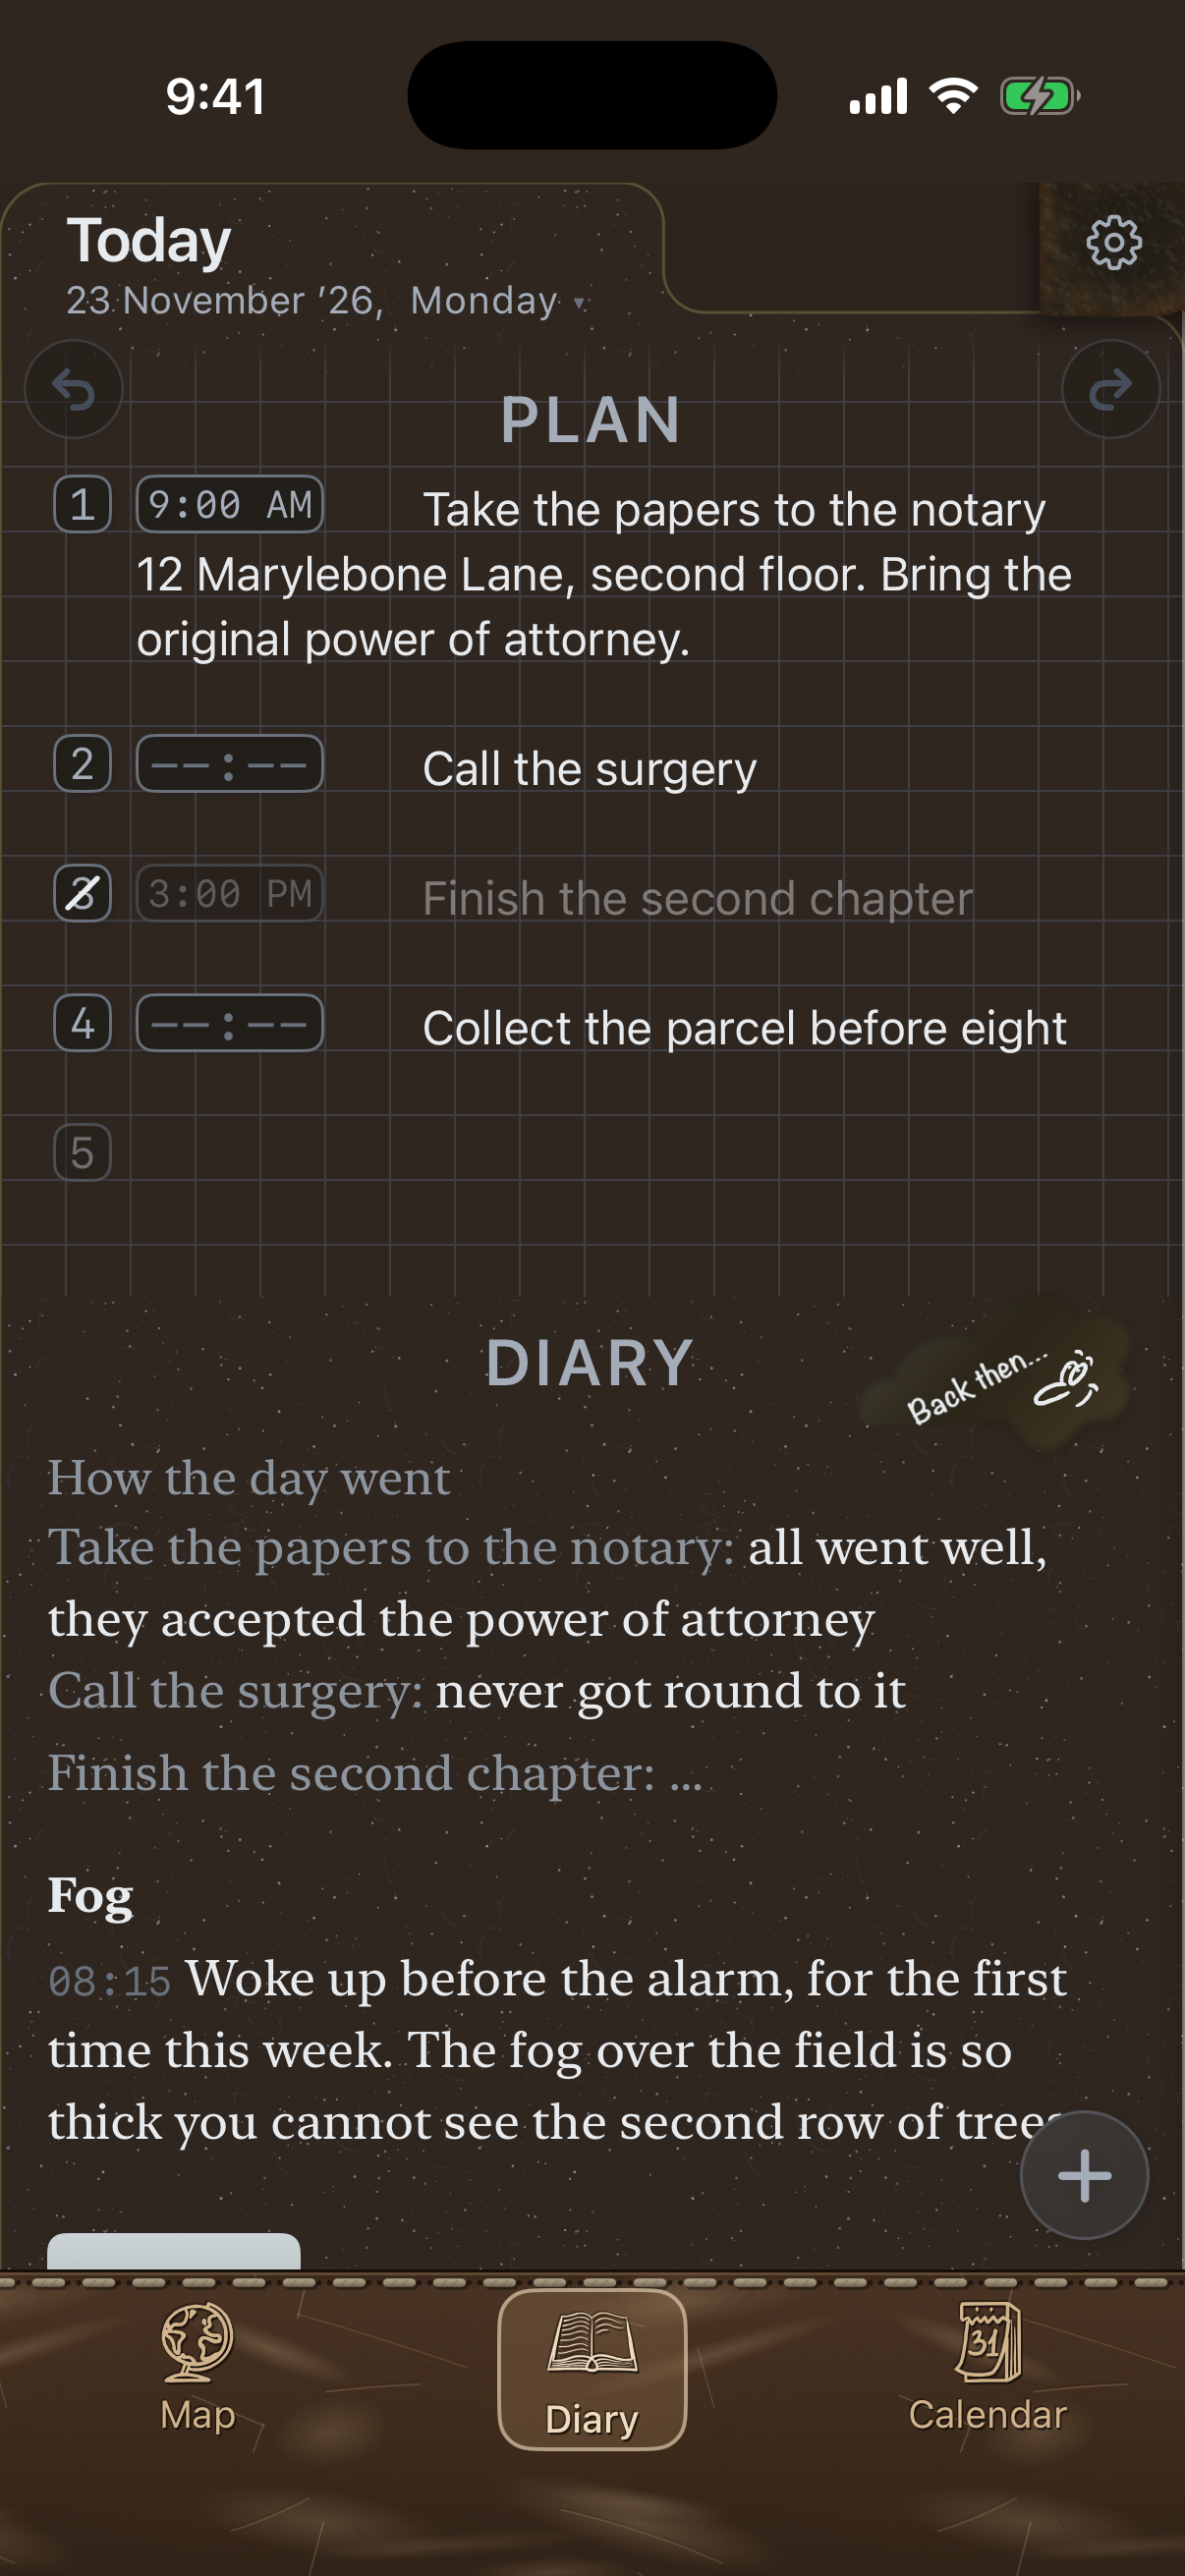 9:41
Today
23 November ’26, Monday
PLAN
1 9:00 AM Take the papers to the notary
12 Marylebone Lane, second floor. Bring the
original power of attorney.
2 --:-- Call the surgery
3 3:00 PM Finish the second chapter
4 --:-- Collect the parcel before eight
5
DIARY
Back then...
How the day went
Take the papers to the notary: all went well,
they accepted the power of attorney
Call the surgery: never got round to it
Finish the second chapter: ...
Fog
08:15 Woke up before the alarm, for the first
time this week. The fog over the field is so
thick you cannot see the second row of trees
31
Map
Diary
Calendar